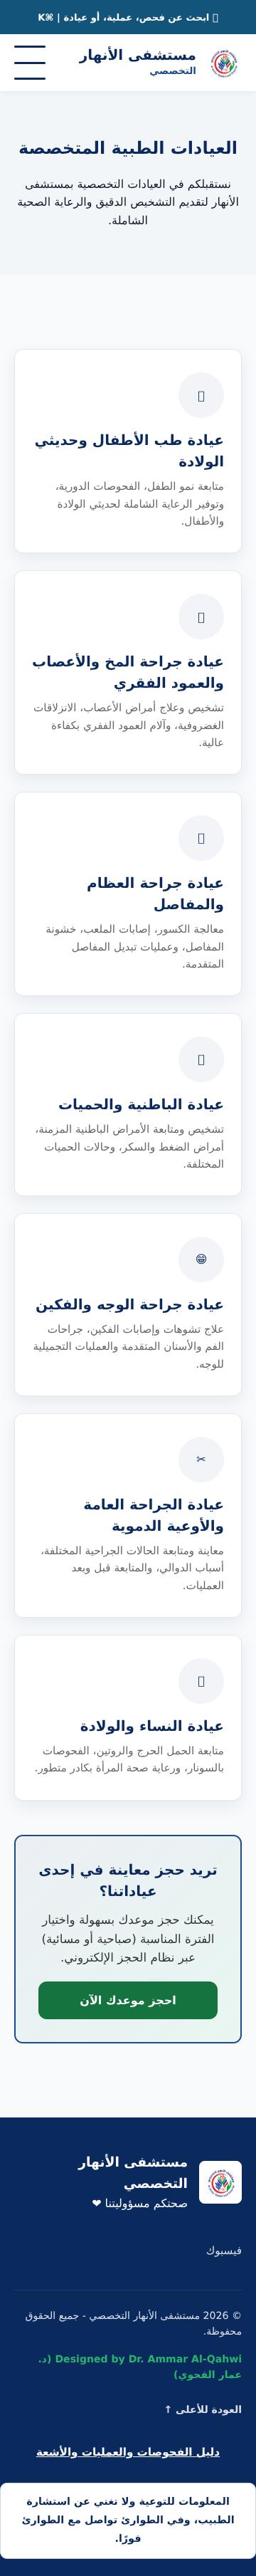 ابحث عن فحص، عملية، أو عيادة | ⌘K
مستشفى الأنهار
التخصصي
العيادات الطبية المتخصصة
نستقبلكم في العيادات التخصصية بمستشفى
الأنهار لتقديم التشخيص الدقيق والرعاية الصحية
الشاملة.
عيادة طب الأطفال وحديثي
الولادة
متابعة نمو الطفل، الفحوصات الدورية،
وتوفير الرعاية الشاملة لحديثي الولادة
والأطفال.
عيادة جراحة المخ والأعصاب
والعمود الفقري
تشخيص وعلاج أمراض الأعصاب، الانزلاقات
الغضروفية، وآلام العمود الفقري بكفاءة
عالية.
عيادة جراحة العظام
والمفاصل
معالجة الكسور، إصابات الملعب، خشونة
المفاصل، وعمليات تبديل المفاصل
المتقدمة.
عيادة الباطنية والحميات
تشخيص ومتابعة الأمراض الباطنية المزمنة،
أمراض الضغط والسكر، وحالات الحميات
المختلفة.
عيادة جراحة الوجه والفكين
علاج تشوهات وإصابات الفكين، جراحات
الفم والأسنان المتقدمة والعمليات التجميلية
للوجه.
عيادة الجراحة العامة
والأوعية الدموية
معاينة ومتابعة الحالات الجراحية المختلفة،
أسباب الدوالي، والمتابعة قبل وبعد
العمليات.
عيادة النساء والولادة
متابعة الحمل الحرج والروتين، الفحوصات
بالسونار، ورعاية صحة المرأة بكادر متطور.
تريد حجز معاينة في إحدى
عياداتنا؟
يمكنك حجز موعدك بسهولة واختيار
الفترة المناسبة (صباحية أو مسائية)
عبر نظام الحجز الإلكتروني.
احجز موعدك الآن
مستشفى الأنهار
التخصصي
صحتكم مسؤوليتنا ❤
فيسبوك
© 2026 مستشفى الأنهار التخصصي - جميع الحقوق
محفوظة.
Designed by Dr. Ammar Al-Qahwi (د.
عمار القحوي)
العودة للأعلى ↑
دليل الفحوصات والعمليات والأشعة
المعلومات للتوعية ولا تغني عن استشارة
الطبيب، وفي الطوارئ تواصل مع الطوارئ
فورًا.